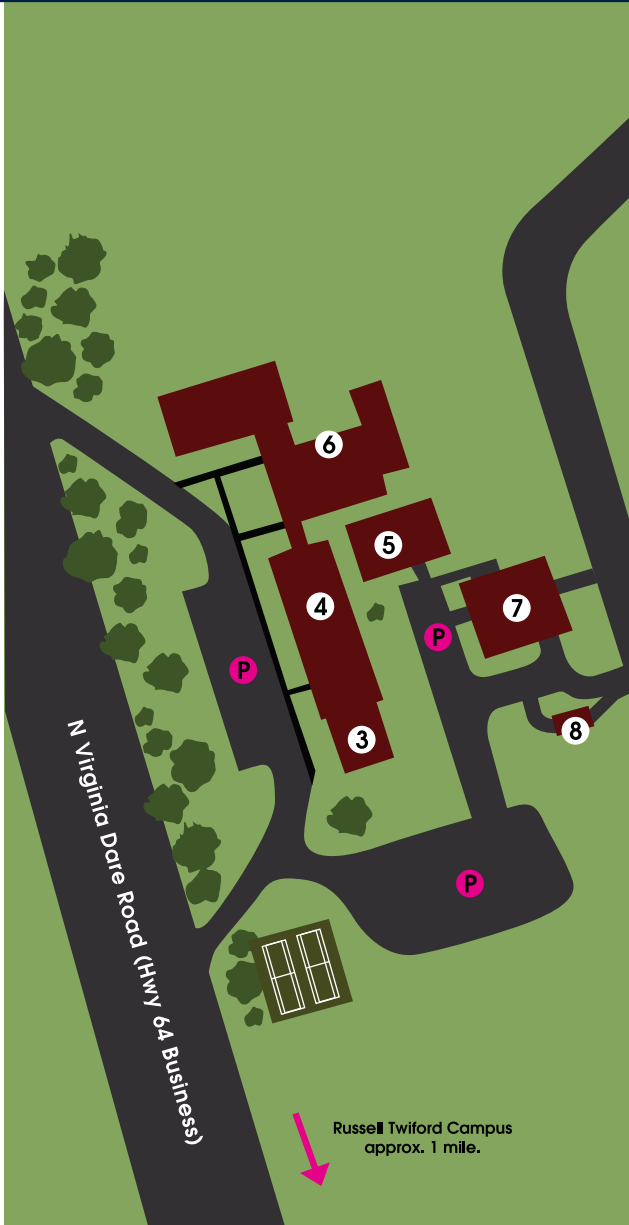 6
5
4
7
P
P
3
8
P
N Virginia Dare Road (Hwy 64 Business)
Russell Twiford Campus
approx. 1 mile.